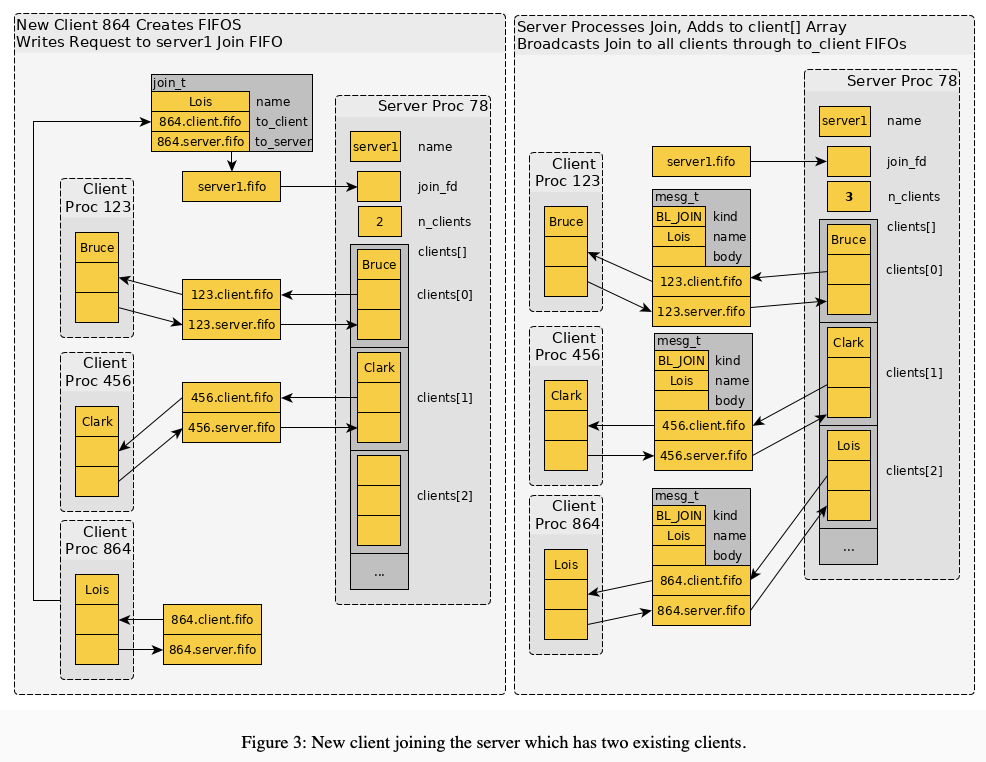 New Client 864 Creates FIFOS
Writes Request to server1 Join FIFO
join_t
Lois name
864.client.fifo to_client
864.server.fifo to_server
server1.fifo
Server Proc 78
server1 name
join_fd
2 n_clients
clients[]
Bruce
clients[0]
Clark
clients[1]
clients[2]
...
Client
Proc 123
Bruce
123.client.fifo
123.server.fifo
Client
Proc 456
Clark
456.client.fifo
456.server.fifo
Client
Proc 864
Lois
864.client.fifo
864.server.fifo
Server Processes Join, Adds to client[] Array
Broadcasts Join to all clients through to_client FIFOs
Server Proc 78
server1 name
server1.fifo
join_fd
3 n_clients
clients[]
Bruce
clients[0]
Clark
clients[1]
Lois
clients[2]
...
Client
Proc 123
Bruce
mesg_t
BL_JOIN kind
Lois name
body
123.client.fifo
123.server.fifo
Client
Proc 456
Clark
mesg_t
BL_JOIN kind
Lois name
body
456.client.fifo
456.server.fifo
Client
Proc 864
Lois
mesg_t
BL_JOIN kind
Lois name
body
864.client.fifo
864.server.fifo
Figure 3: New client joining the server which has two existing clients.